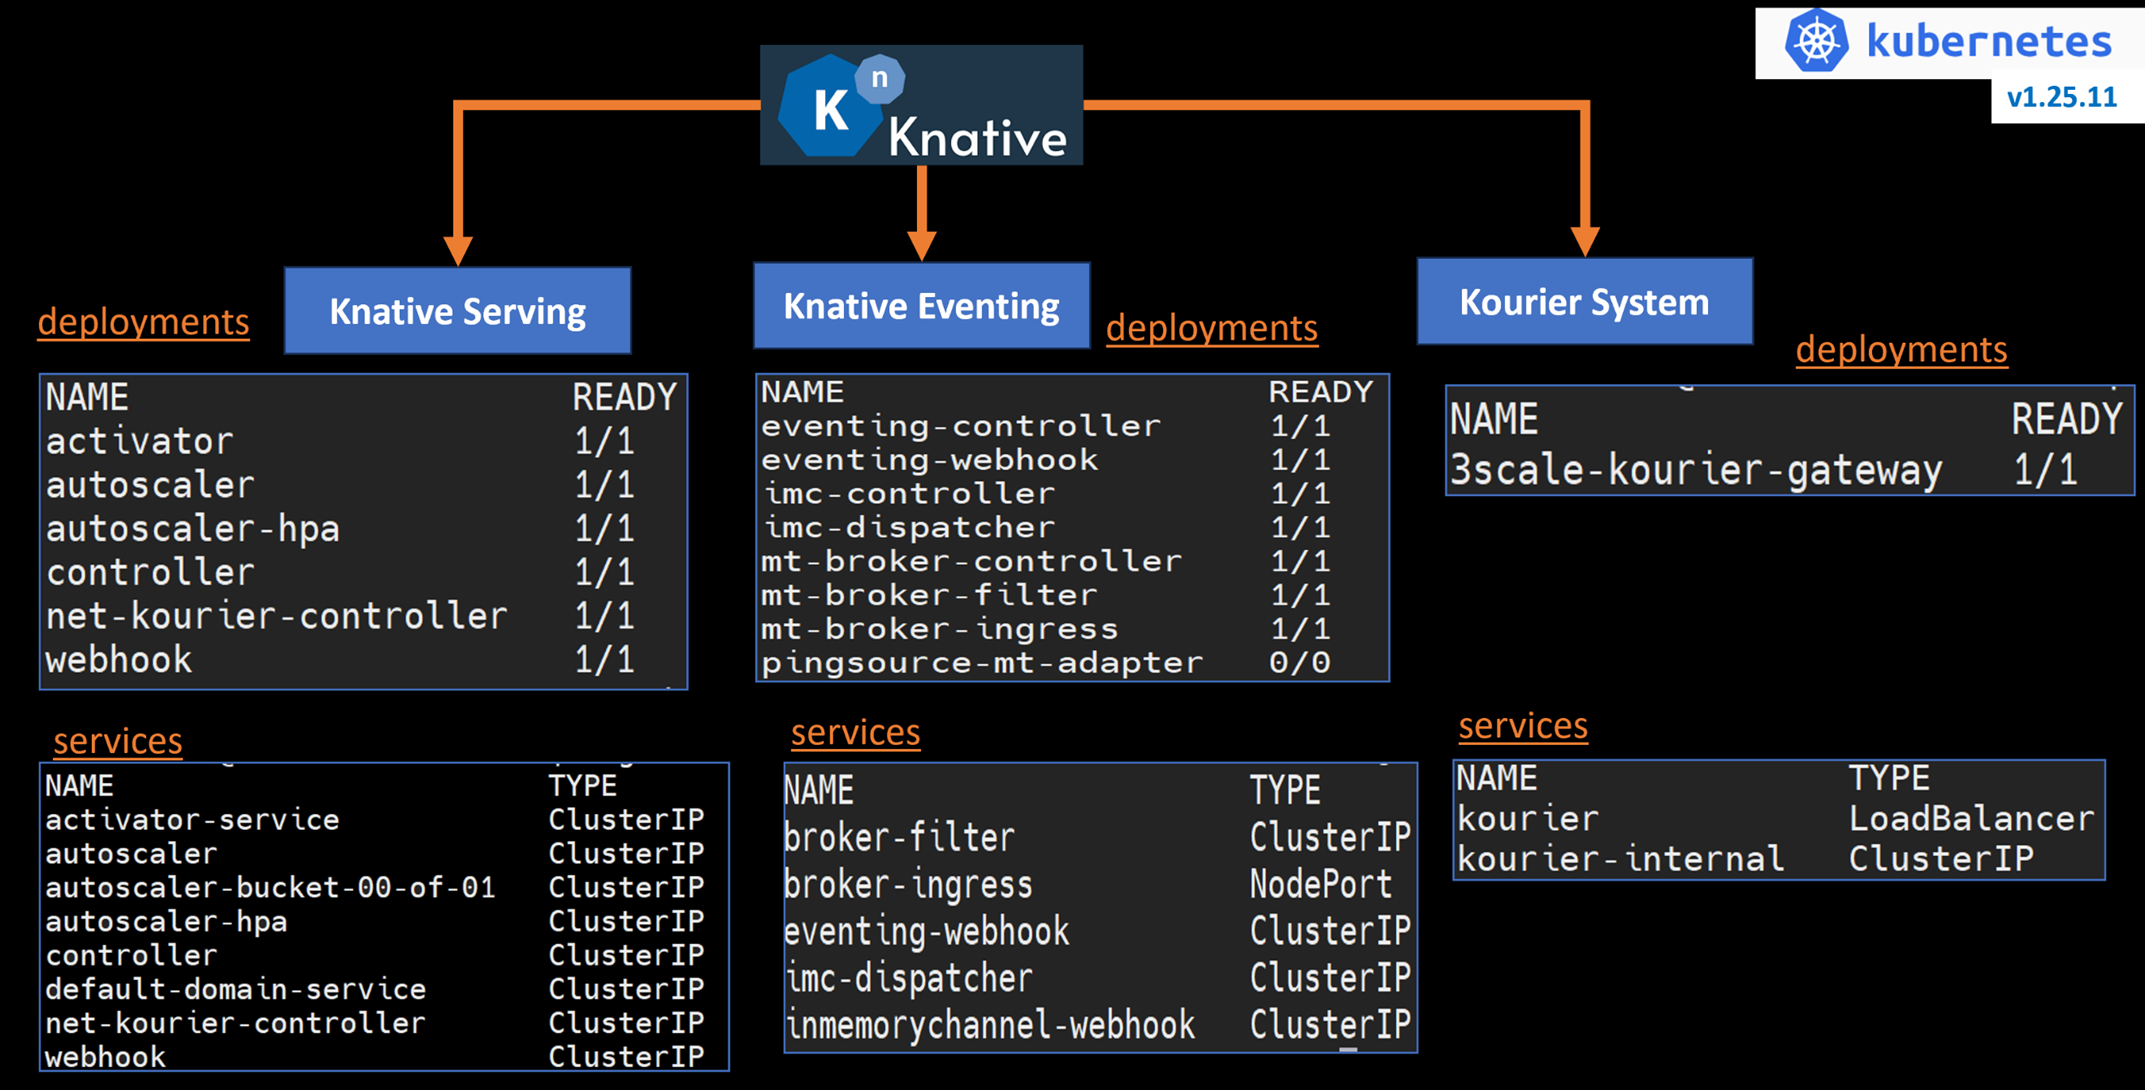 kubernetes
v1.25.11
K n
Knative
Knative Serving
deployments
NAME READY
activator 1/1
autoscaler 1/1
autoscaler-hpa 1/1
controller 1/1
net-kourier-controller 1/1
webhook 1/1
services
NAME TYPE
activator-service ClusterIP
autoscaler ClusterIP
autoscaler-bucket-00-of-01 ClusterIP
autoscaler-hpa ClusterIP
controller ClusterIP
default-domain-service ClusterIP
net-kourier-controller ClusterIP
webhook ClusterIP
Knative Eventing
deployments
NAME READY
eventing-controller 1/1
eventing-webhook 1/1
imc-controller 1/1
imc-dispatcher 1/1
mt-broker-controller 1/1
mt-broker-filter 1/1
mt-broker-ingress 1/1
pingsource-mt-adapter 0/0
services
NAME TYPE
broker-filter ClusterIP
broker-ingress NodePort
eventing-webhook ClusterIP
imc-dispatcher ClusterIP
inmemorychannel-webhook ClusterIP
Kourier System
deployments
NAME READY
3scale-kourier-gateway 1/1
services
NAME TYPE
kourier LoadBalancer
kourier-internal ClusterIP